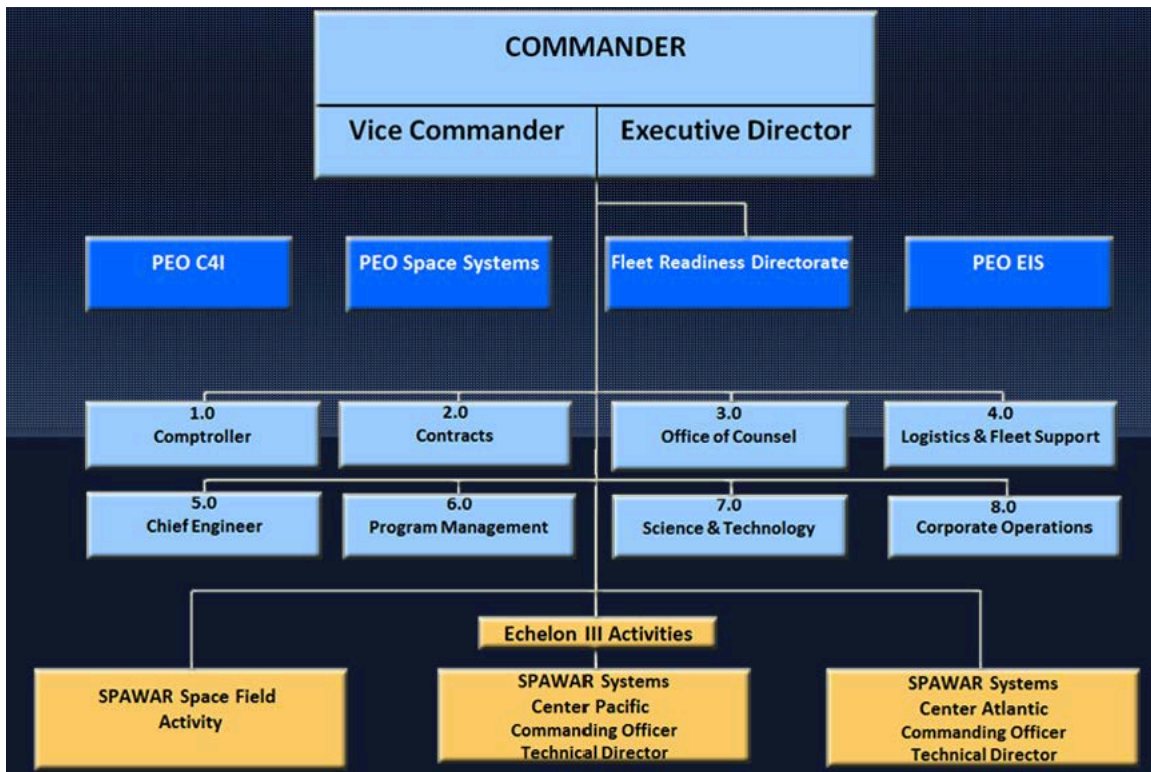 COMMANDER
Vice Commander
Executive Director
PEO C4I
PEO Space Systems
Fleet Readiness Directorate
PEO EIS
1.0
Comptroller
2.0
Contracts
3.0
Office of Counsel
4.0
Logistics & Fleet Support
5.0
Chief Engineer
6.0
Program Management
7.0
Science & Technology
8.0
Corporate Operations
Echelon III Activities
SPAWAR Space Field
Activity
SPAWAR Systems
Center Pacific
Commanding Officer
Technical Director
SPAWAR Systems
Center Atlantic
Commanding Officer
Technical Director